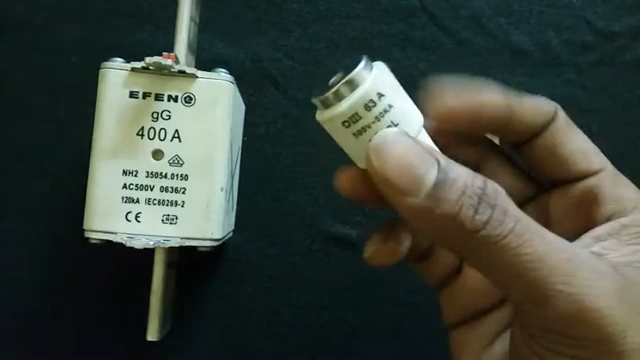 EFEN
gG
400 A
NH2 35054.0150
AC500V 0636/2
120kA IEC60269-2
CE
DIII 63 A